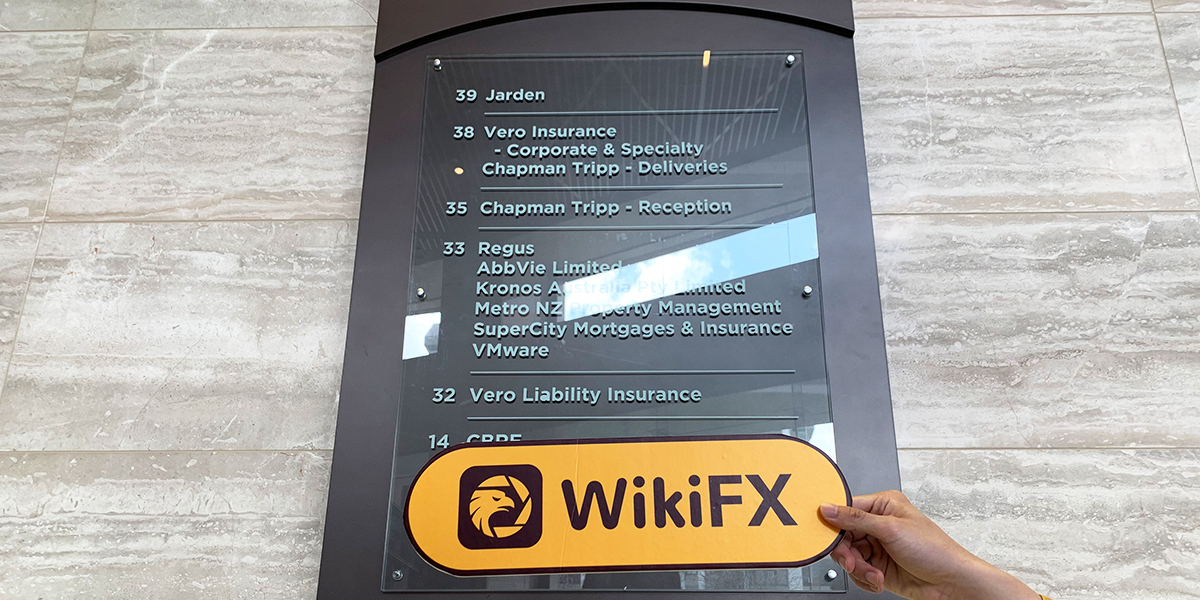 39 Jarden
38 Vero Insurance
- Corporate & Specialty
Chapman Tripp - Deliveries
35 Chapman Tripp - Reception
33 Regus
AbbVie Limited
Kronos Australia Pty Limited
Metro NZ Property Management
SuperCity Mortgages & Insurance
VMware
32 Vero Liability Insurance
14 CBRE
WikiFX